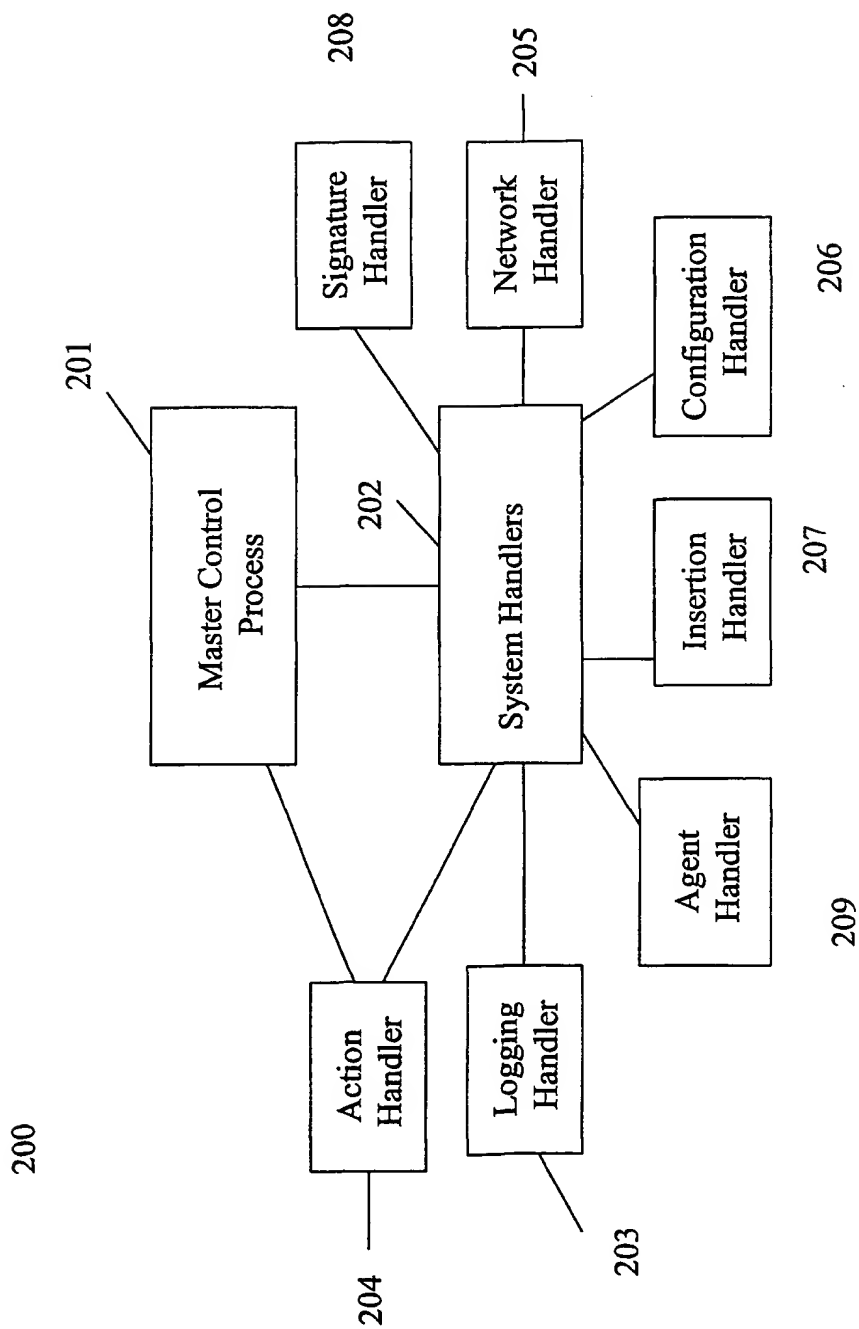 200
201
Master Control
Process
208
Signature
Handler
204
Action
Handler
202
System Handlers
205
Network
Handler
203
Logging
Handler
209
Agent
Handler
207
Insertion
Handler
206
Configuration
Handler